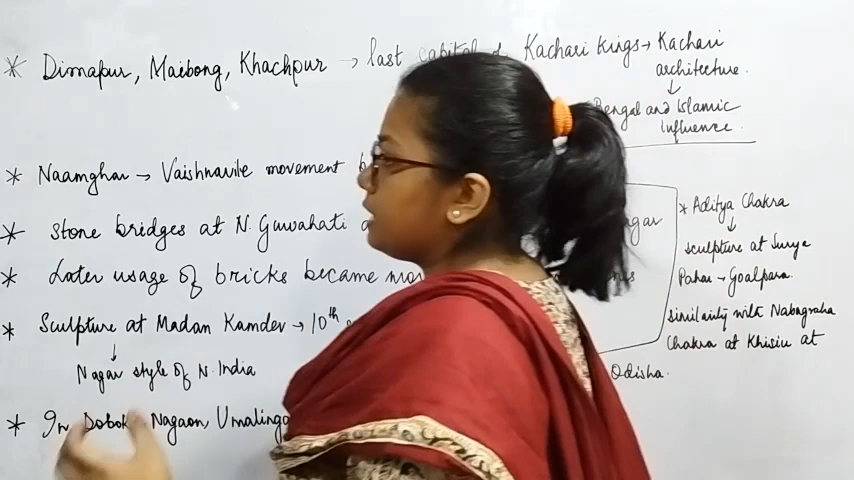 * Dimapur, Maibong, Khachpur → last capital of Kachari kings → Kachari
architecture.
↓
Bengal and Islamic
influence.
* Naamghar → Vaishnavite movement
* stone bridges at N. Guwahati
* Later usage of bricks became
* Sculpture at Madan Kamdev → 10th
↓
Nagar style of N. India
* In Doboka, Nagaon, Umalinga
* Aditya Chakra
↓
sculpture at Surya
Pahar → Goalpara.
similarity with Nabagraha
Chakra at Khisiu at
Odisha.